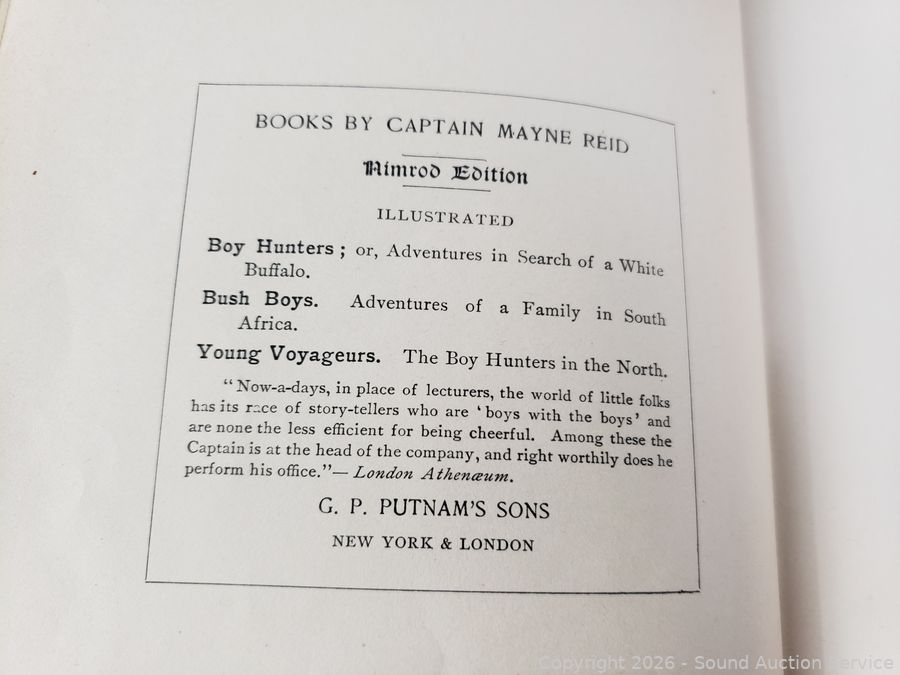 BOOKS BY CAPTAIN MAYNE REID
Nimrod Edition
ILLUSTRATED
Boy Hunters; or, Adventures in Search of a White
Buffalo.
Bush Boys. Adventures of a Family in South
Africa.
Young Voyageurs. The Boy Hunters in the North.
"Now-a-days, in place of lecturers, the world of little folks
has its race of story-tellers who are 'boys with the boys' and
are none the less efficient for being cheerful. Among these the
Captain is at the head of the company, and right worthily does he
perform his office."—London Athenæum.
G. P. PUTNAM'S SONS
NEW YORK & LONDON
Copyright 2026 - Sound Auction Service